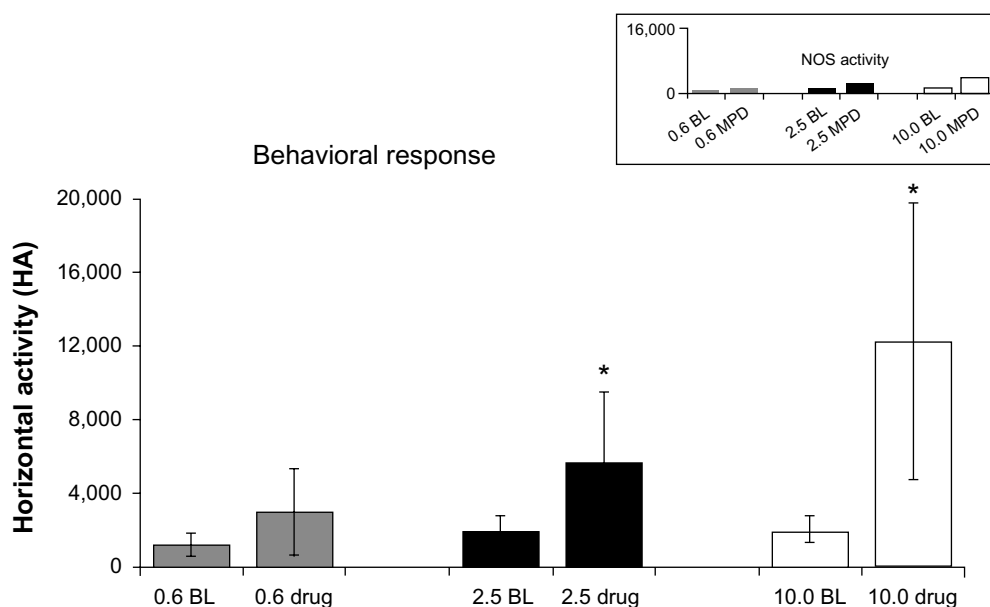 16,000
NOS activity
0
0.6 BL
0.6 MPD
2.5 BL
2.5 MPD
10.0 BL
10.0 MPD
Behavioral response
Horizontal activity (HA)
20,000
*
16,000
12,000
*
8,000
4,000
0
0.6 BL 0.6 drug 2.5 BL 2.5 drug 10.0 BL 10.0 drug